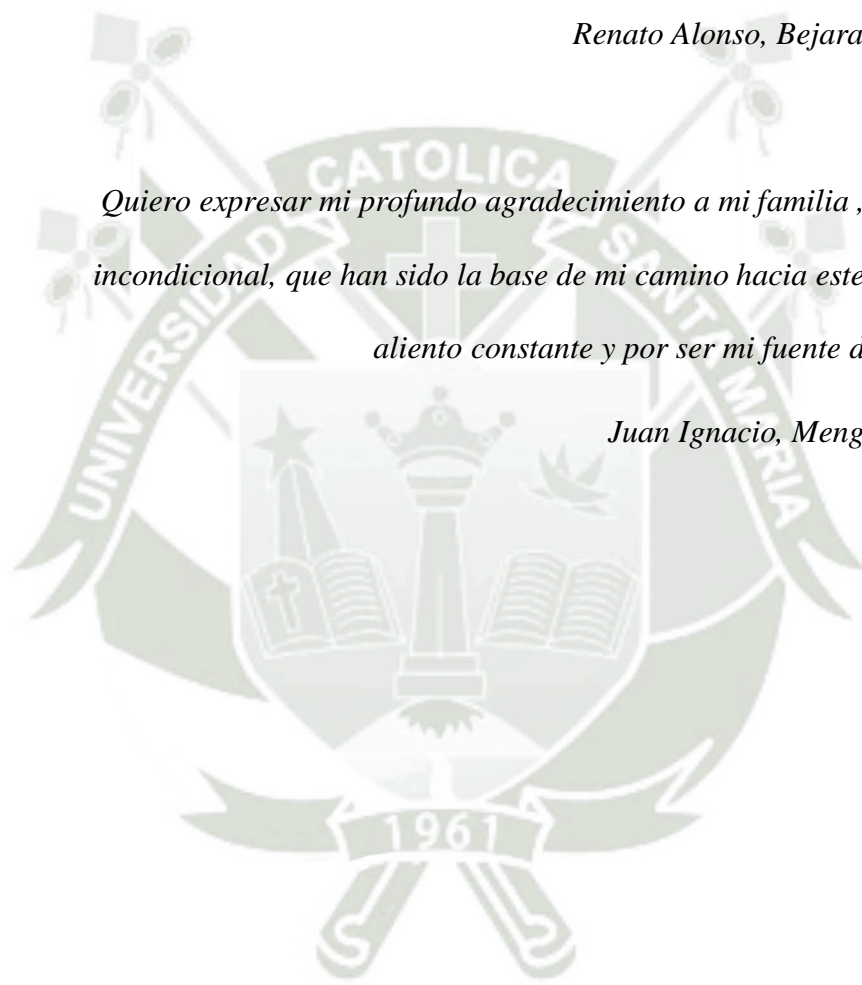 Renato Alonso, Bejara
Quiero expresar mi profundo agradecimiento a mi familia ,
incondicional, que han sido la base de mi camino hacia este
aliento constante y por ser mi fuente d
Juan Ignacio, Meng
UNIVERSIDAD CATOLICA SANTA MARIA
1961